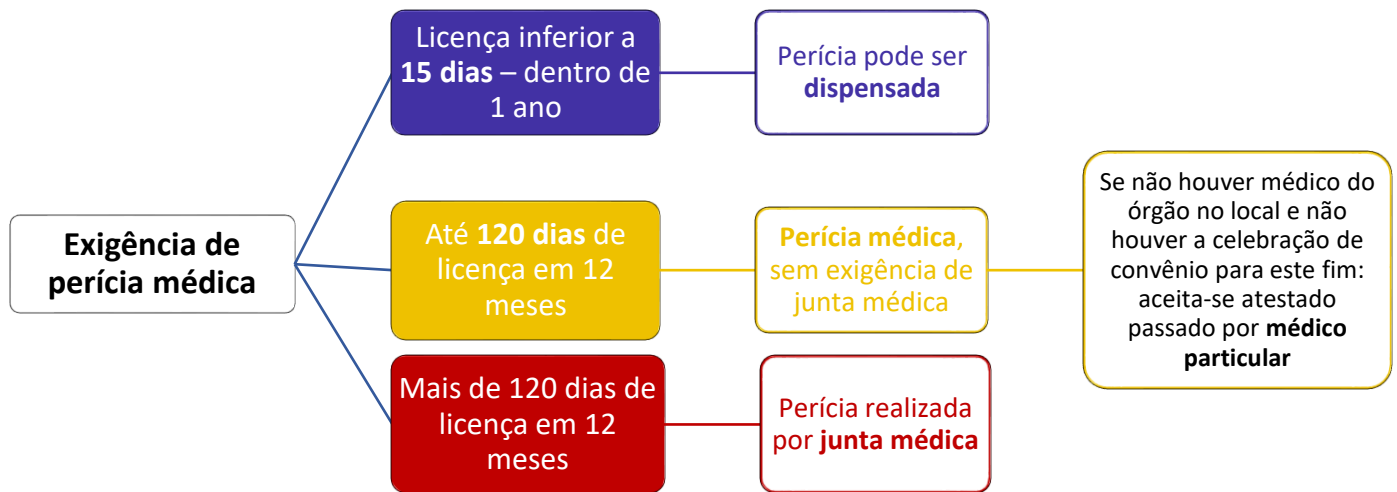 Exigência de
perícia médica
Licença inferior a
15 dias – dentro de
1 ano
Perícia pode ser
dispensada
Até 120 dias de
licença em 12
meses
Perícia médica,
sem exigência de
junta médica
Se não houver médico do
órgão no local e não
houver a celebração de
convênio para este fim:
aceita-se atestado
passado por médico
particular
Mais de 120 dias de
licença em 12
meses
Perícia realizada
por junta médica